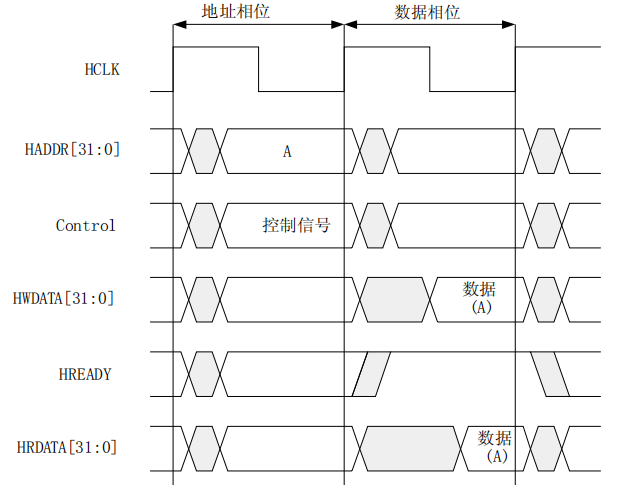 地址相位
数据相位
HCLK
HADDR[31:0]
A
Control
控制信号
HWDATA[31:0]
数据
(A)
HREADY
HRDATA[31:0]
数据
(A)